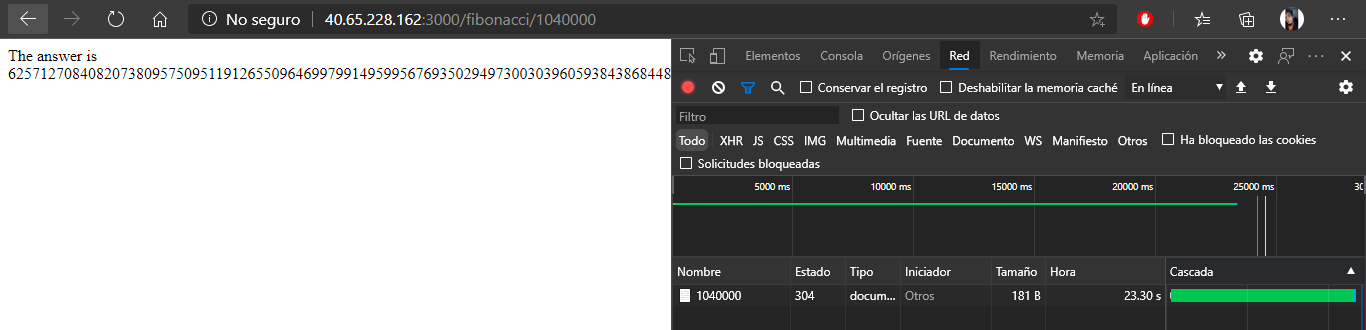 No seguro 40.65.228.162:3000/fibonacci/1040000
The answer is
Elementos Consola Orígenes Red Rendimiento Memoria Aplicación
62571270840820738095750951191265509646997991495995676935029497300303960593843868448
Conservar el registro Deshabilitar la memoria caché En línea
Filtro Ocultar las URL de datos
Todo XHR JS CSS IMG Multimedia Fuente Documento WS Manifiesto Otros Ha bloqueado las cookies
Solicitudes bloqueadas
5000 ms 10000 ms 15000 ms 20000 ms 25000 ms 30
Nombre Estado Tipo Iniciador Tamaño Hora Cascada
1040000 304 docum... Otros 181 B 23.30 s